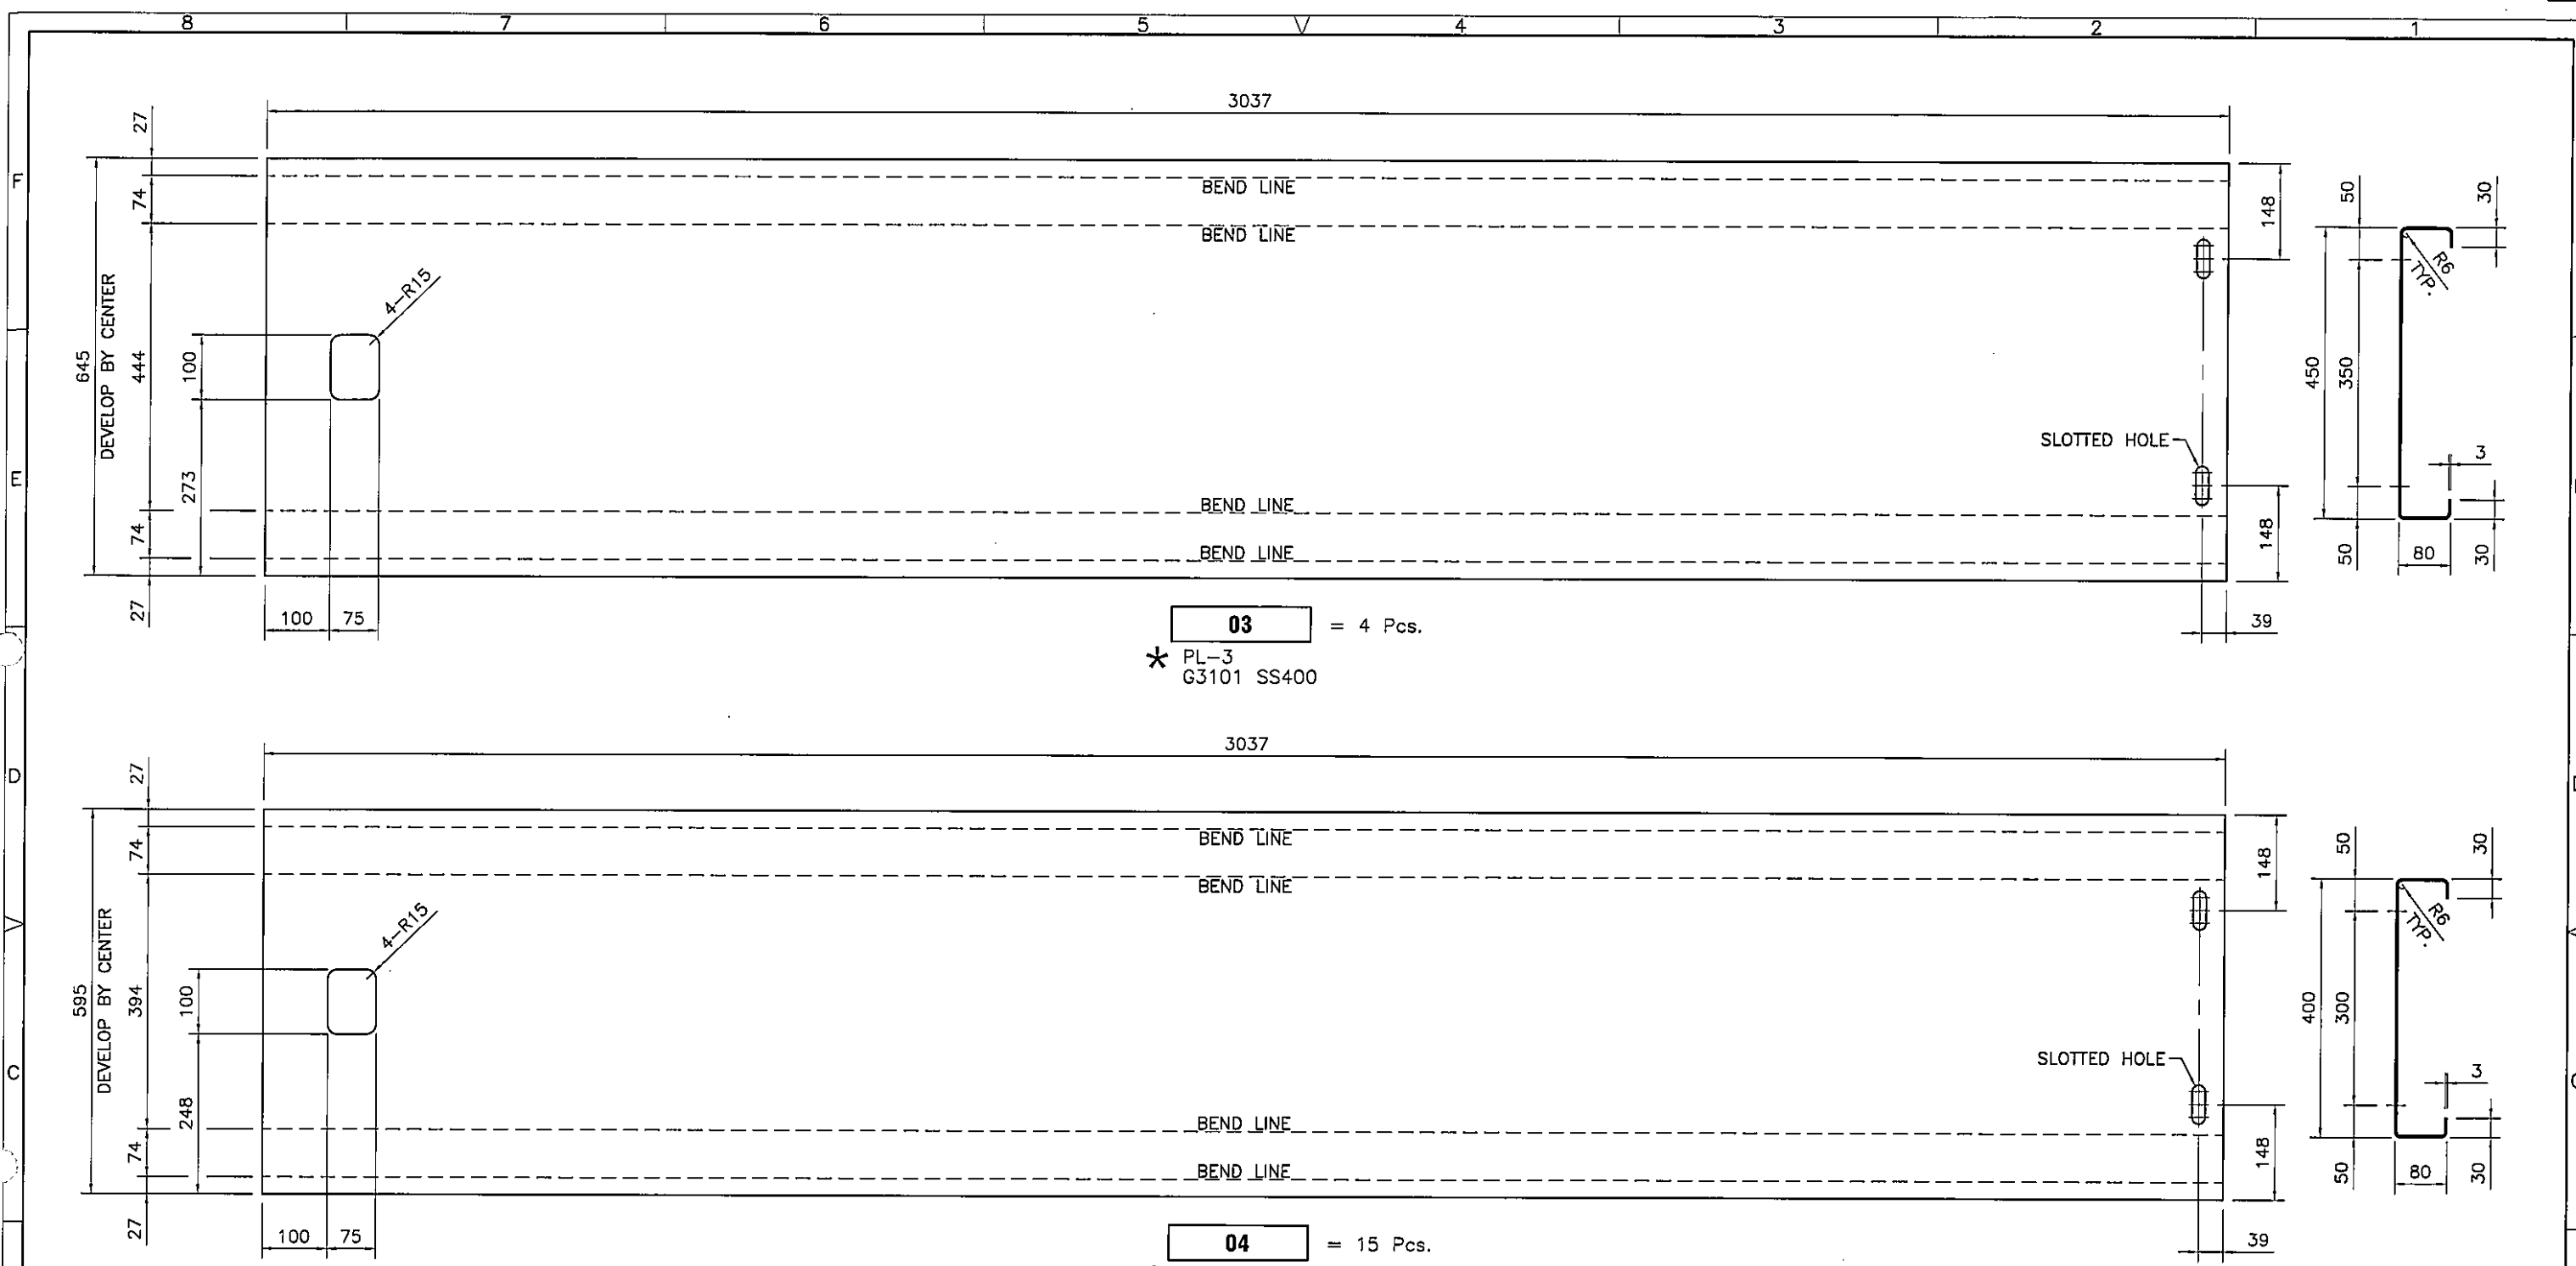 8 7 6 5 4 3 2 1
F
E
D
C
3037
27
74
444
74
27
645
DEVELOP BY CENTER
100
273
4-R15
100 75
BEND LINE
BEND LINE
BEND LINE
BEND LINE
SLOTTED HOLE
148
148
39
50
30
450
350
R6
TYP.
3
50
80
30
03 = 4 Pcs.
* PL-3
G3101 SS400
3037
27
74
394
74
27
595
DEVELOP BY CENTER
100
248
4-R15
100 75
BEND LINE
BEND LINE
BEND LINE
BEND LINE
SLOTTED HOLE
148
148
39
50
30
400
300
R6
TYP.
3
50
80
30
04 = 15 Pcs.